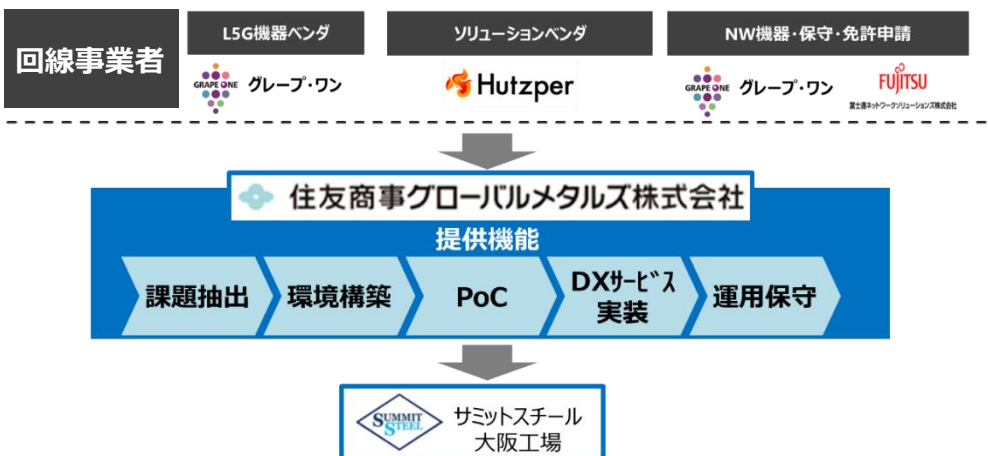 回線事業者
L5G機器ベンダ
ソリューションベンダ
NW機器・保守・免許申請
GRAPE ONE グレープ・ワン
Hutzper
GRAPE ONE グレープ・ワン
FUJITSU
富士通ネットワークソリューションズ株式会社
住友商事グローバルメタルズ株式会社
提供機能
課題抽出
環境構築
PoC
DXｻｰﾋﾞｽ
実装
運用保守
SUMMIT
STEEL
サミットスチール
大阪工場